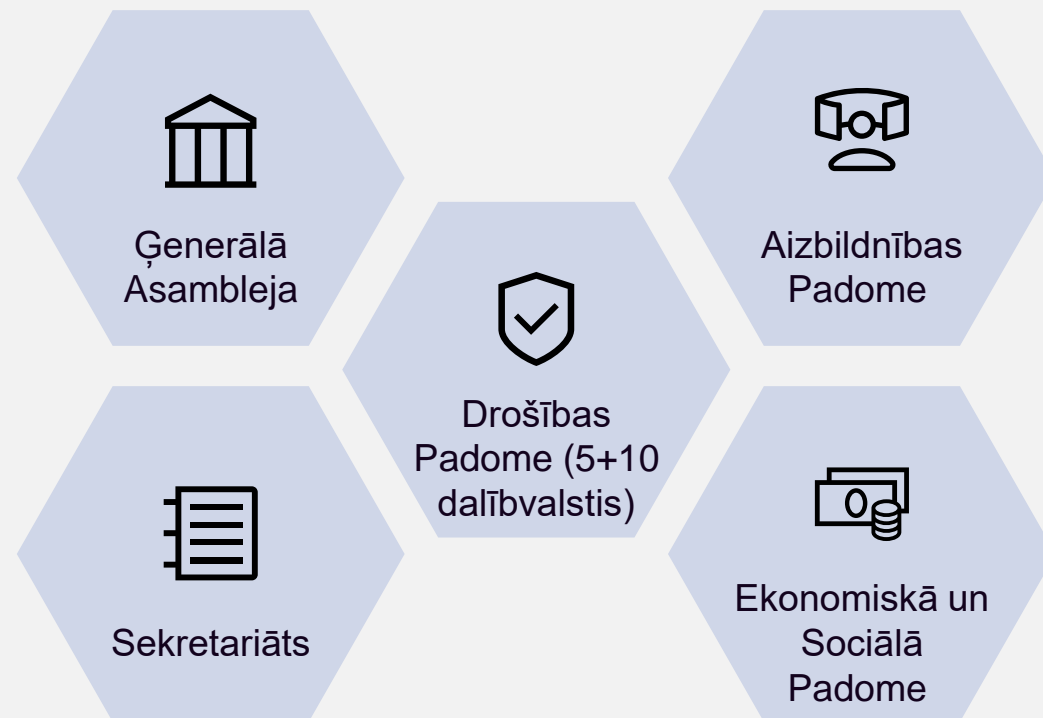 Ģenerālā
Asambleja
Aizbildnības
Padome
Drošības
Padome (5+10
dalībvalstis)
Sekretariāts
Ekonomiskā un
Sociālā
Padome